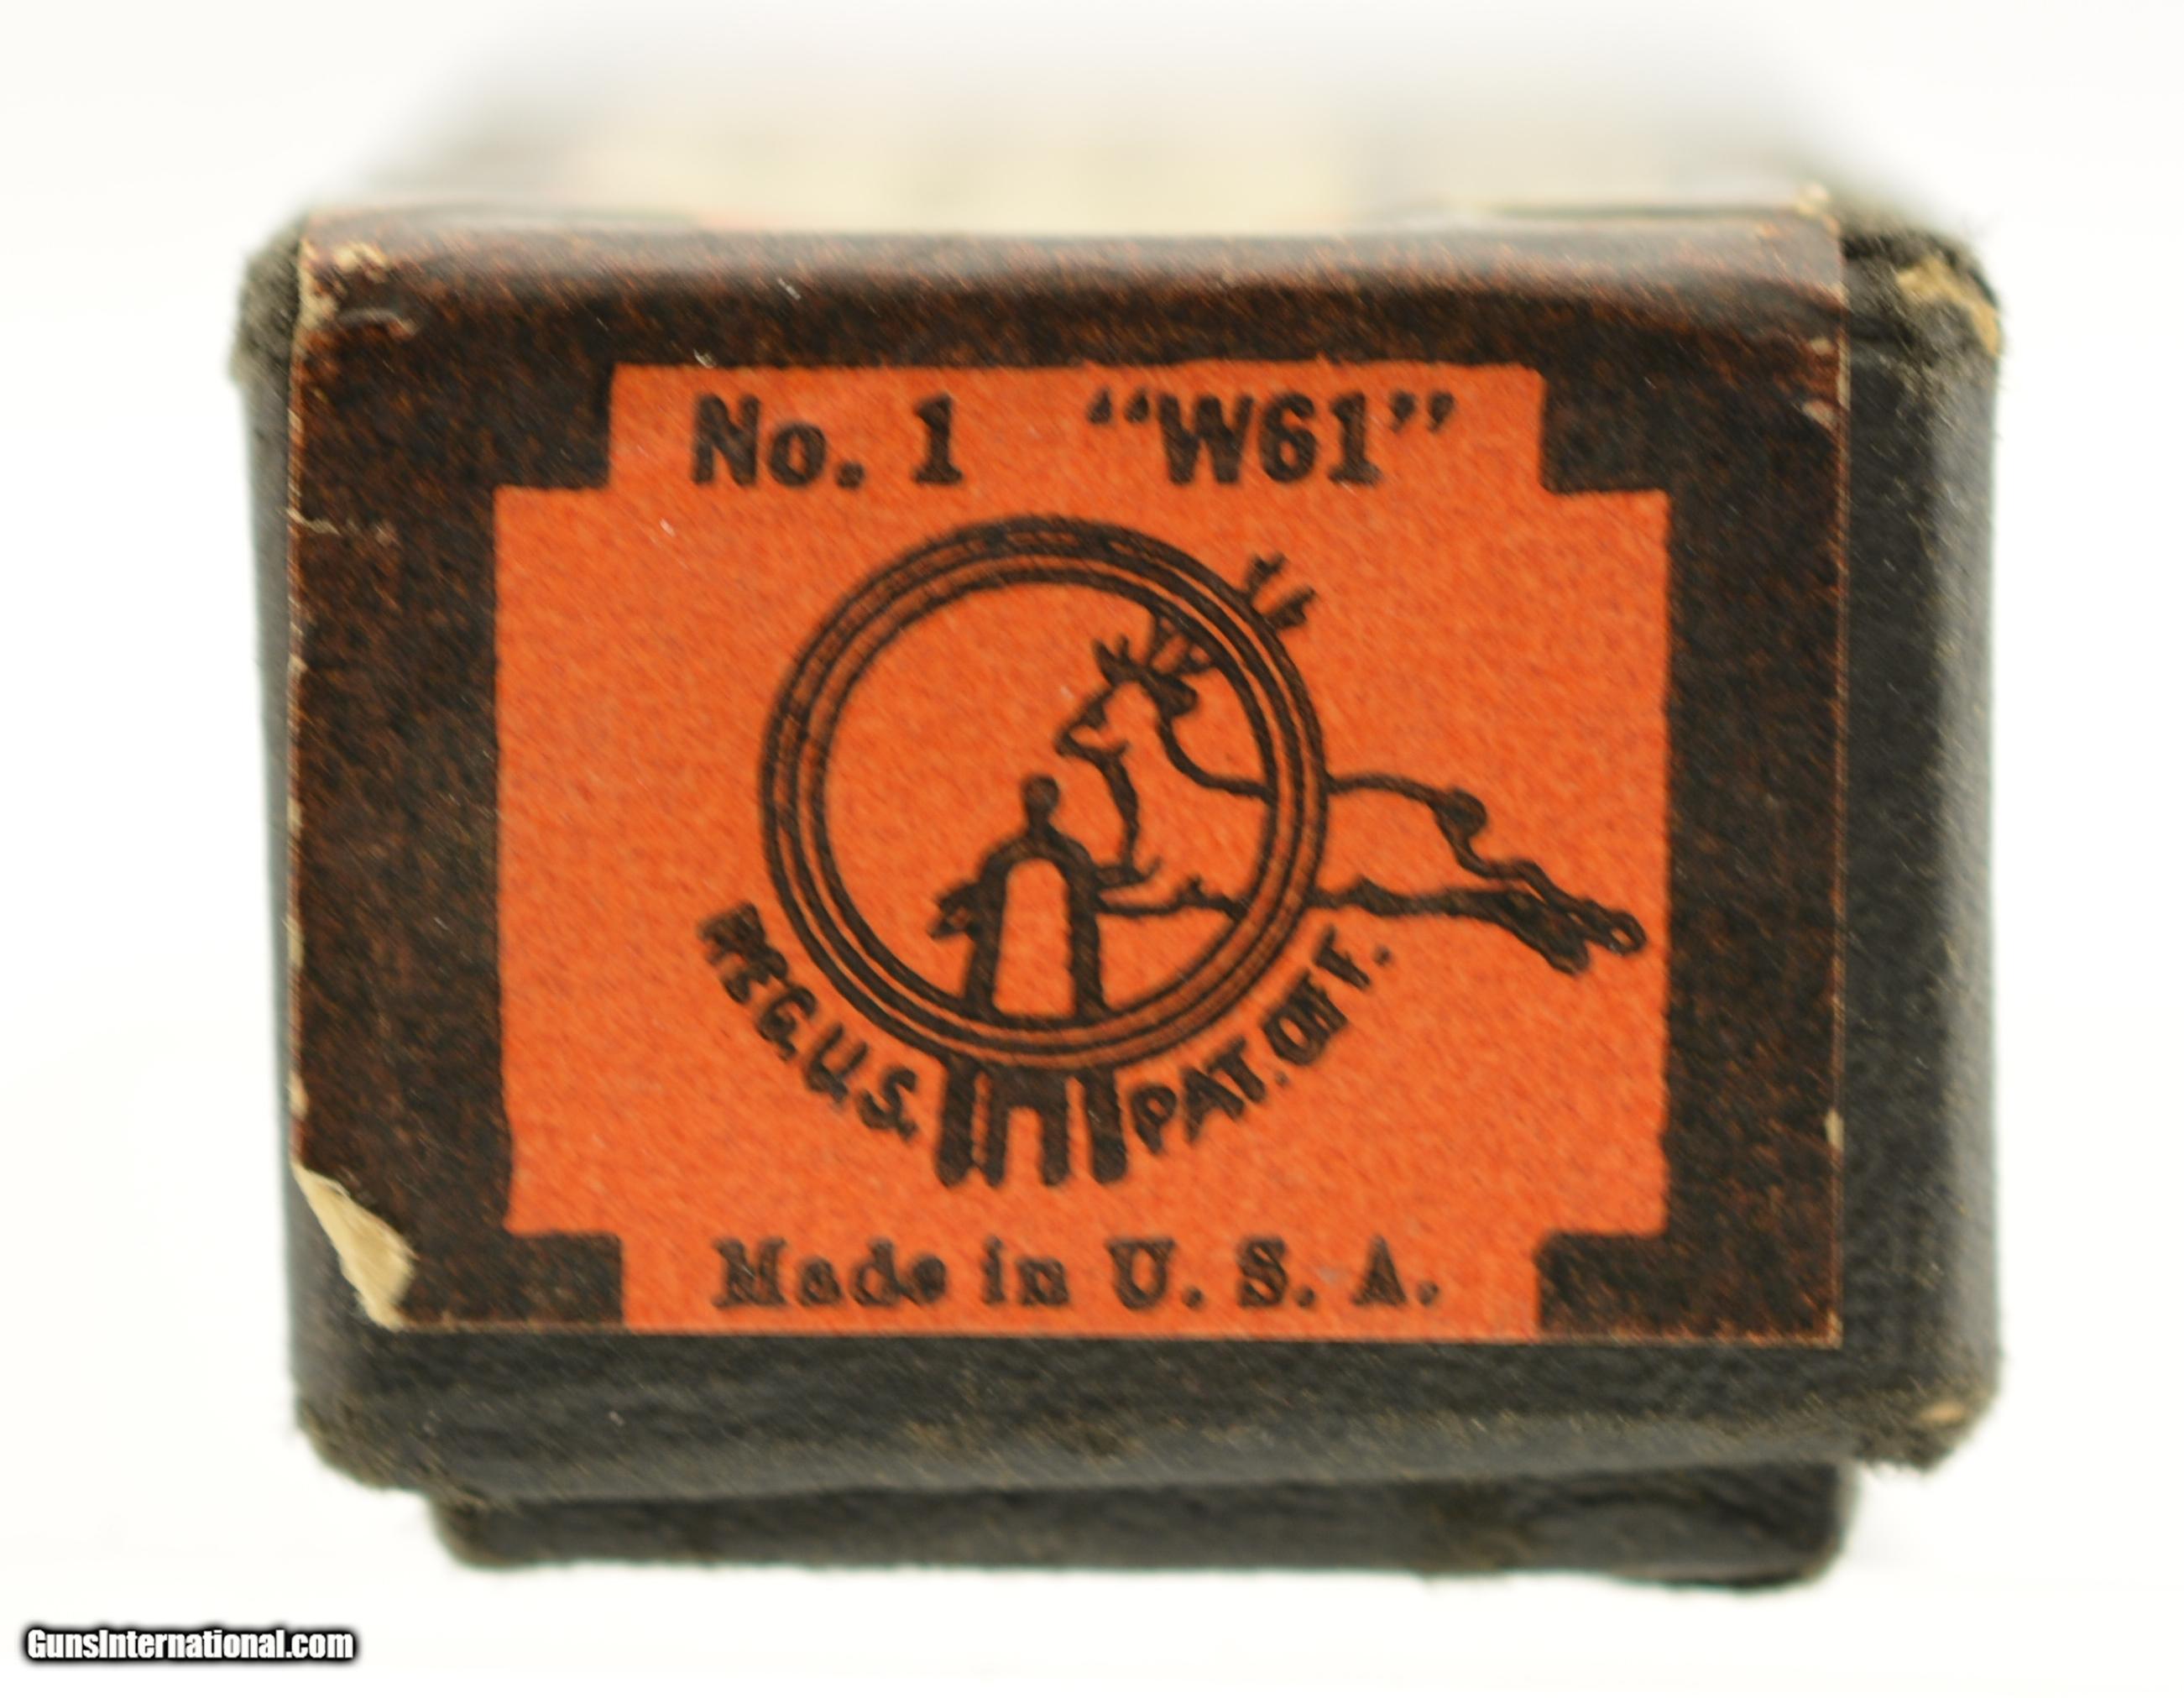 No. 1 “W61”
REG. U.S. PAT. OFF.
Made in U. S. A.
GunsInternational.com